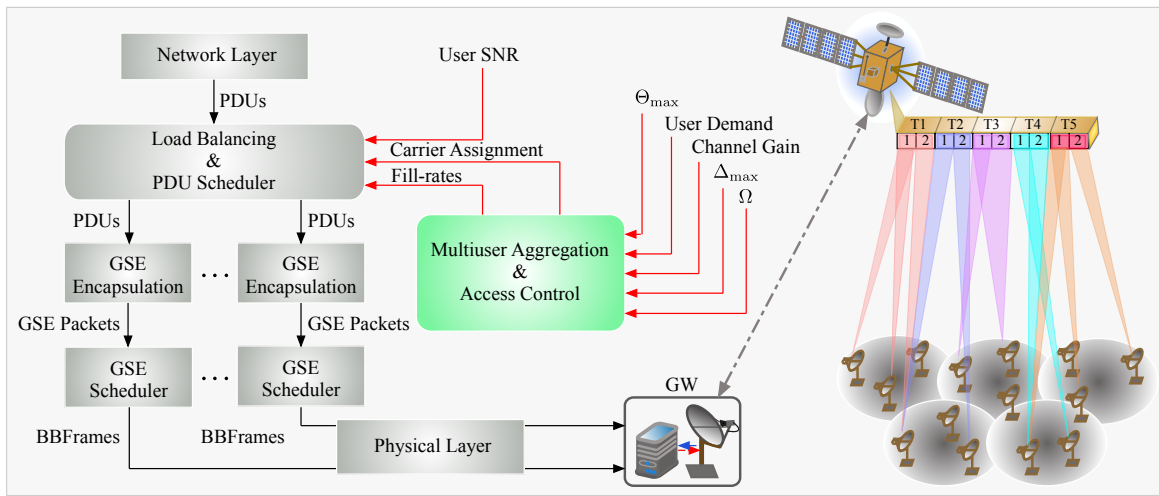 Network Layer
PDUs
User SNR
Load Balancing
&
PDU Scheduler
Carrier Assignment
Fill-rates
Θmax
User Demand
Channel Gain
Δmax
Ω
Multiuser Aggregation
&
Access Control
PDUs
PDUs
GSE
Encapsulation
...
GSE
Encapsulation
GSE Packets
GSE Packets
GSE
Scheduler
...
GSE
Scheduler
BBFrames
BBFrames
Physical Layer
GW
T1 T2 T3 T4 T5
1 2 1 2 1 2 1 2 1 2